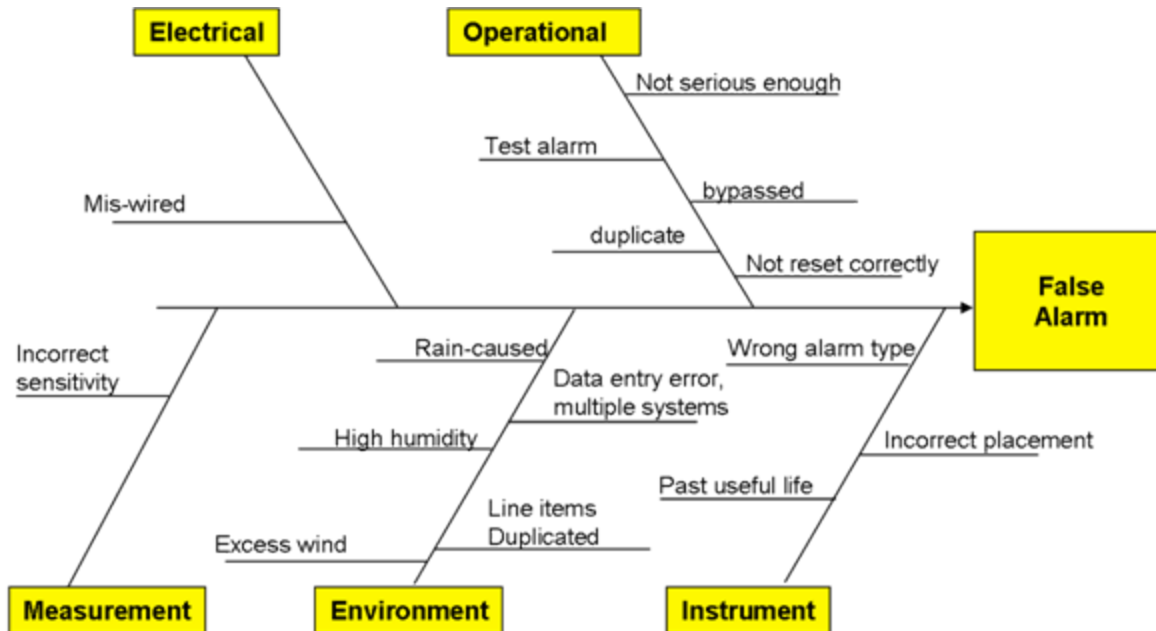 Electrical
Operational
Not serious enough
Test alarm
bypassed
Mis-wired
duplicate
Not reset correctly
False
Alarm
Incorrect
sensitivity
Rain-caused
Wrong alarm type
Data entry error,
multiple systems
High humidity
Incorrect placement
Past useful life
Line items
Duplicated
Excess wind
Measurement
Environment
Instrument